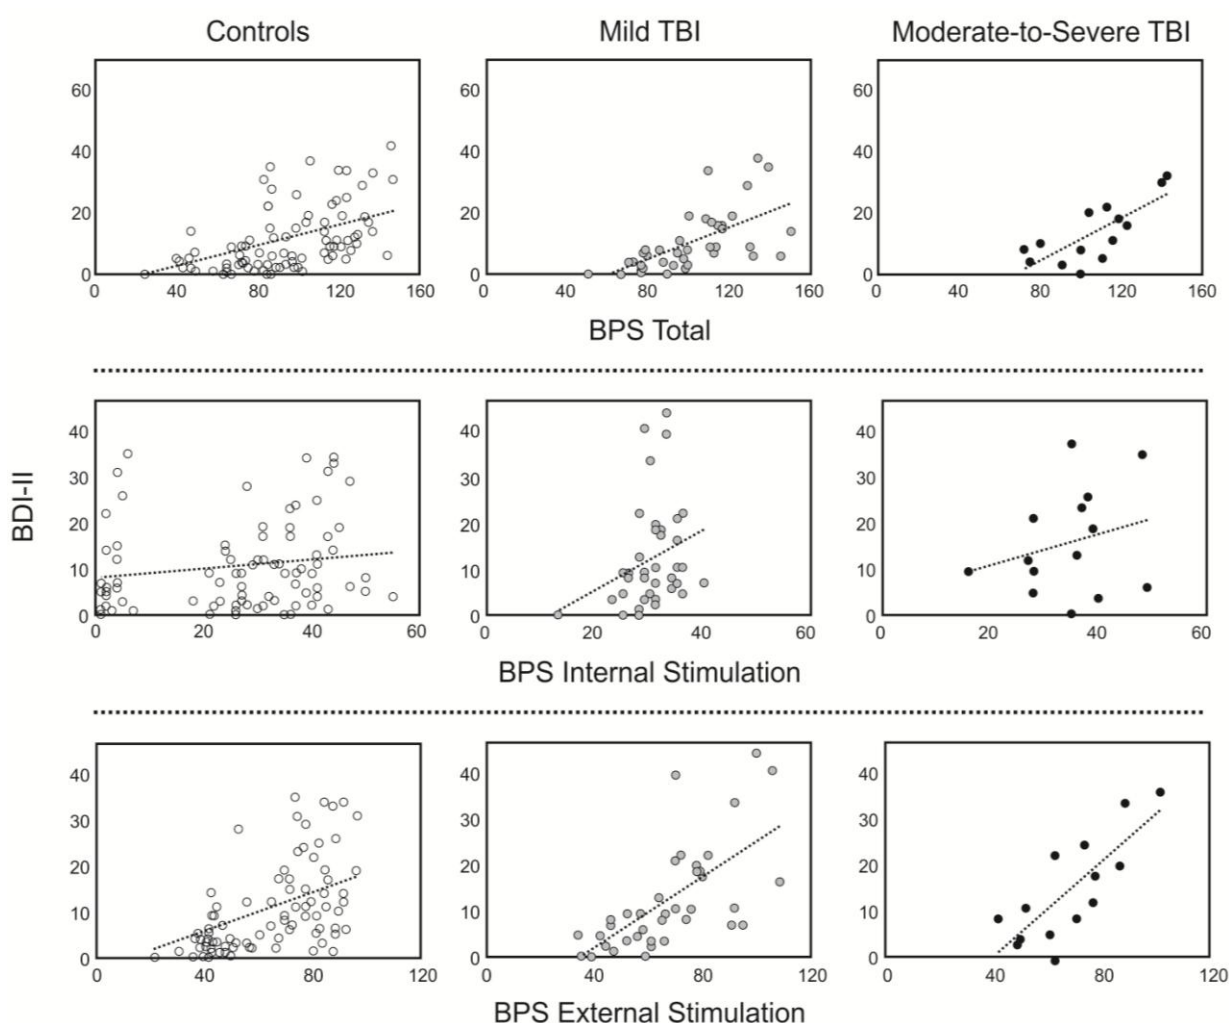 Controls Mild TBI Moderate-to-Severe TBI
60 60 60
40 40 40
20 20 20
0 0 0
0 40 80 120 160 0 40 80 120 160 0 40 80 120 160
BPS Total
BDI-II
40 40 40
30 30 30
20 20 20
10 10 10
0 0 0
0 20 40 60 0 20 40 60 0 20 40 60
BPS Internal Stimulation
40 40 40
30 30 30
20 20 20
10 10 10
0 0 0
0 40 80 120 0 40 80 120 0 40 80 120
BPS External Stimulation